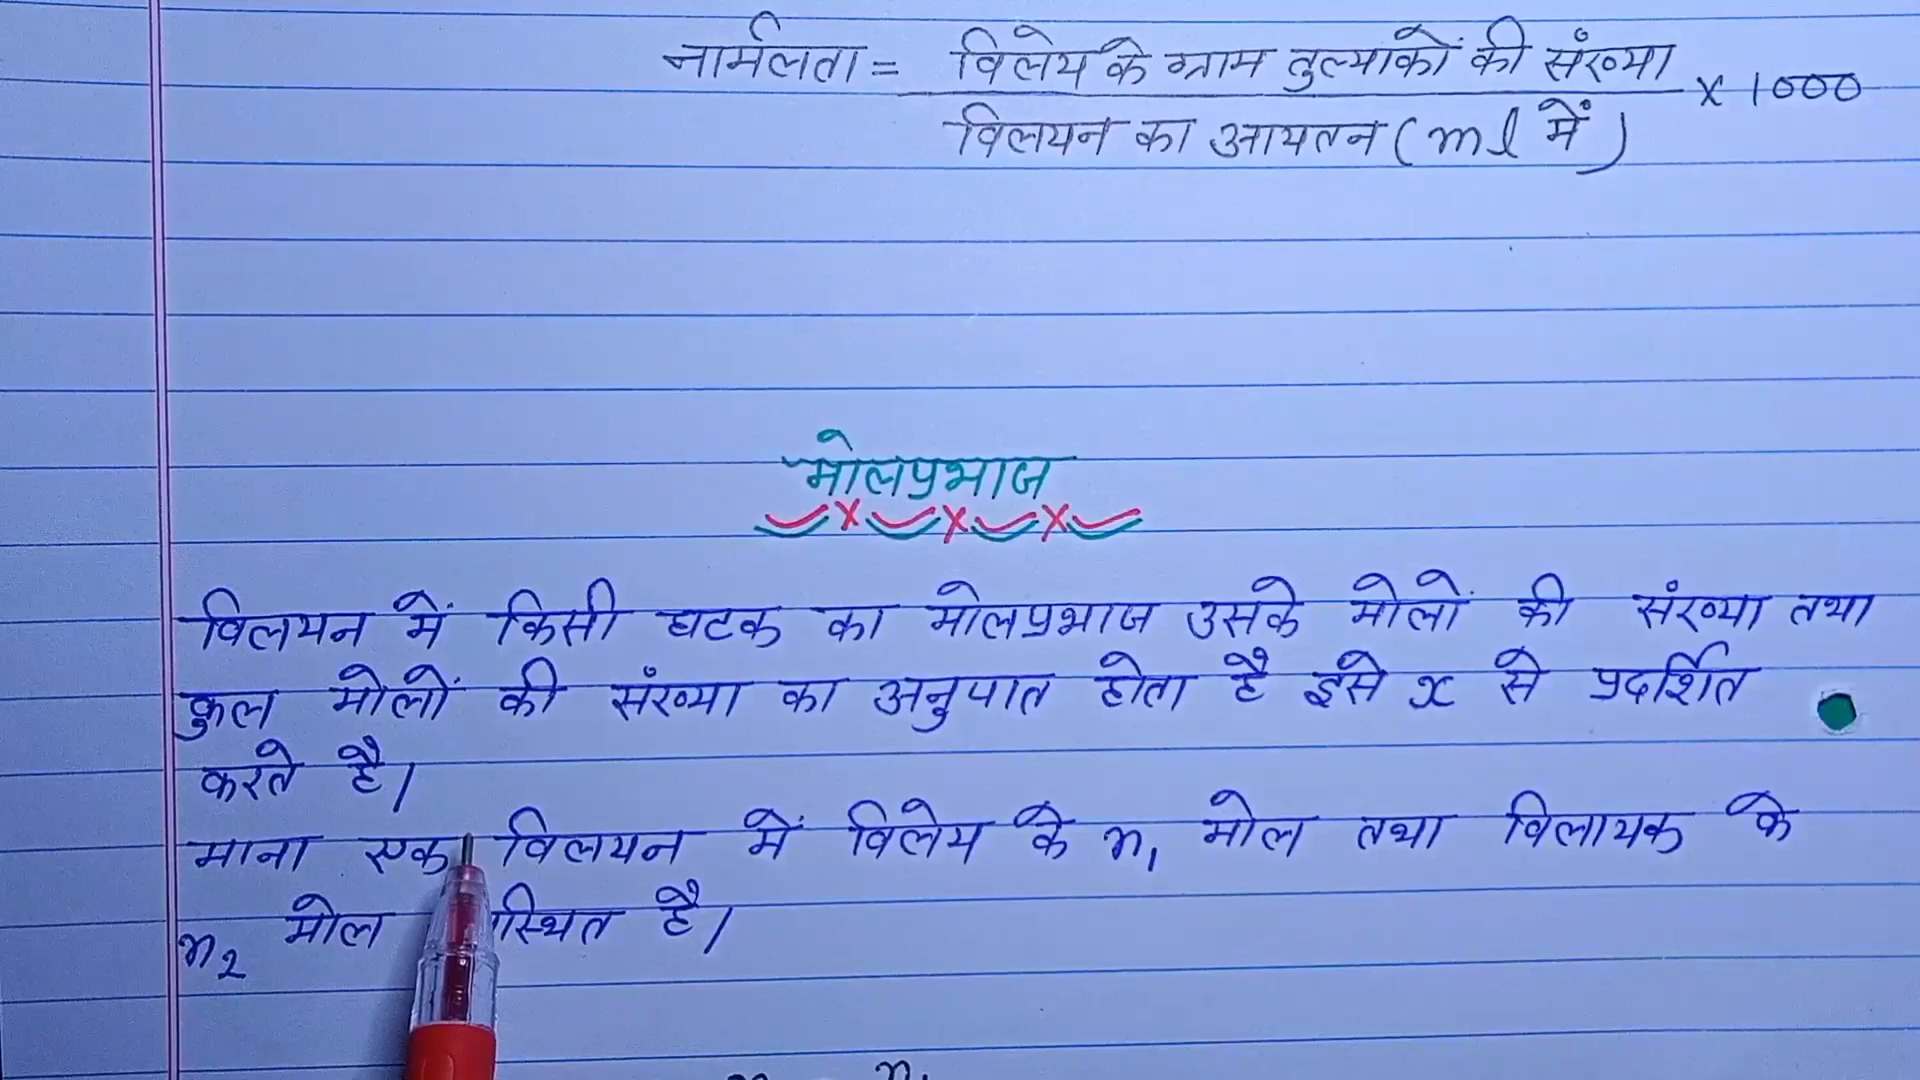 नार्मलता = विलेय के ग्राम तुल्याकों की संख्या × 1000
विलयन का आयतन (ml में)
मोलप्रभाज
विलयन में किसी घटक का मोलप्रभाज उसके मोलों की संख्या तथा
कुल मोलों की संख्या का अनुपात होता है इसे x से प्रदर्शित
करते है।
माना एक विलयन में विलेय के n₁ मोल तथा विलायक के
n₂ मोल स्थित है।